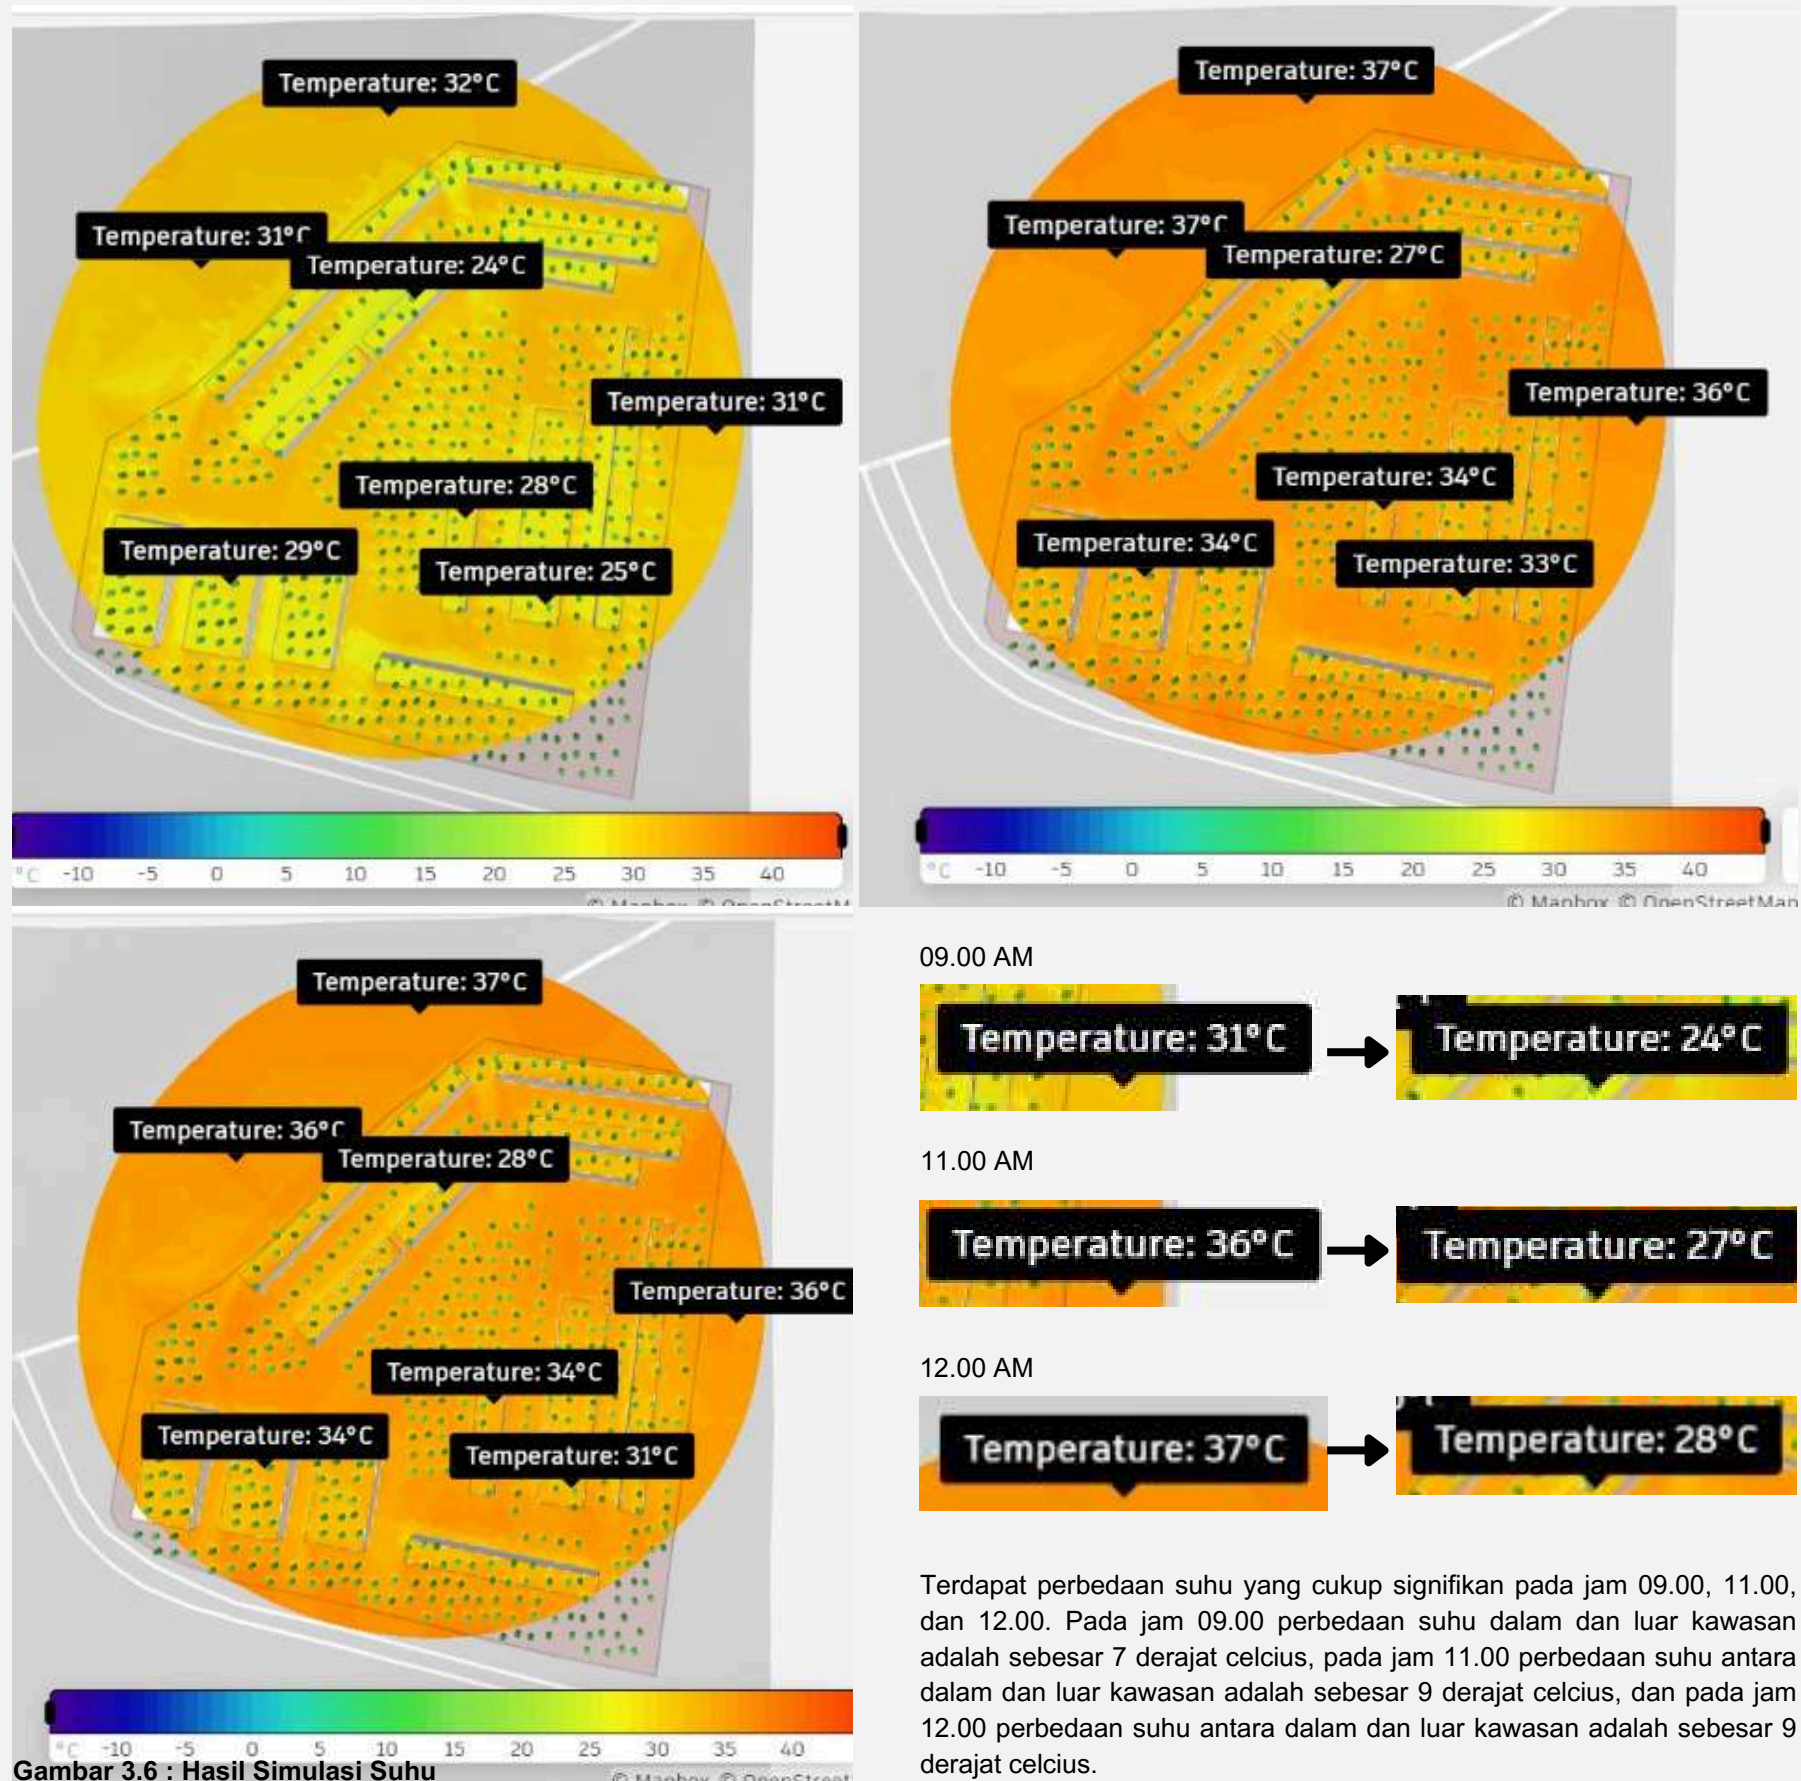 Temperature: 32°C
Temperature: 31°C
Temperature: 24°C
Temperature: 31°C
Temperature: 28°C
Temperature: 29°C
Temperature: 25°C
°C -10 -5 0 5 10 15 20 25 30 35 40
© Mapbox © OpenStreetM
Temperature: 37°C
Temperature: 37°C
Temperature: 27°C
Temperature: 36°C
Temperature: 34°C
Temperature: 34°C
Temperature: 33°C
°C -10 -5 0 5 10 15 20 25 30 35 40
© Mapbox © OpenStreetMap
Temperature: 37°C
Temperature: 36°C
Temperature: 28°C
Temperature: 36°C
Temperature: 34°C
Temperature: 34°C
Temperature: 31°C
°C -10 -5 0 5 10 15 20 25 30 35 40
© Mapbox © OpenStreet
Gambar 3.6 : Hasil Simulasi Suhu
09.00 AM
Temperature: 31°C Temperature: 24°C
11.00 AM
Temperature: 36°C Temperature: 27°C
12.00 AM
Temperature: 37°C Temperature: 28°C
Terdapat perbedaan suhu yang cukup signifikan pada jam 09.00, 11.00,
dan 12.00. Pada jam 09.00 perbedaan suhu dalam dan luar kawasan
adalah sebesar 7 derajat celcius, pada jam 11.00 perbedaan suhu antara
dalam dan luar kawasan adalah sebesar 9 derajat celcius, dan pada jam
12.00 perbedaan suhu antara dalam dan luar kawasan adalah sebesar 9
derajat celcius.